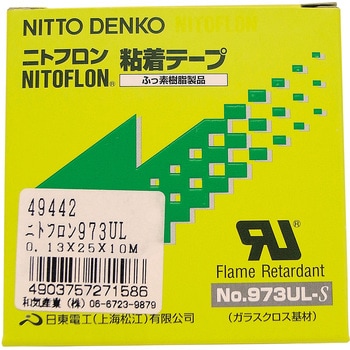 NITTO DENKO
ニトフロン 粘着テープ
NITOFLON® ふっ素樹脂製品
49442
ニトフロン973UL
0.13X25X10M
4903757271586
和気産業(株) 06-6723-9879
RU
Flame Retardant
No.973UL-S
(ガラスクロス基材)
日東電工(上海松江)有限公司